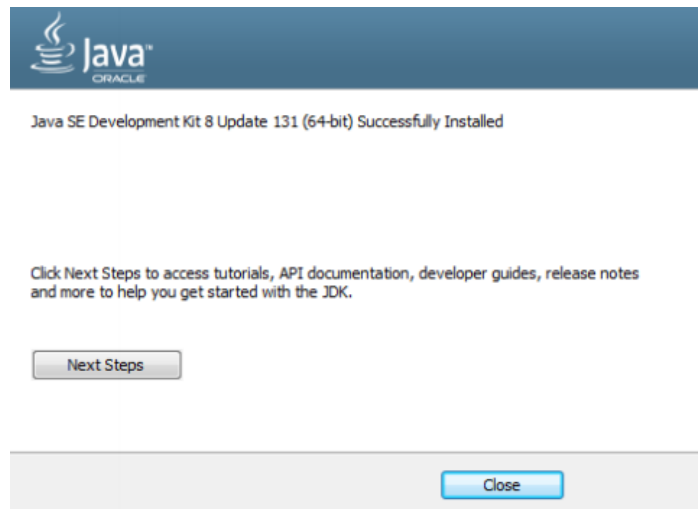 Java™
ORACLE
Java SE Development Kit 8 Update 131 (64-bit) Successfully Installed
Click Next Steps to access tutorials, API documentation, developer guides, release notes
and more to help you get started with the JDK.
Next Steps
Close